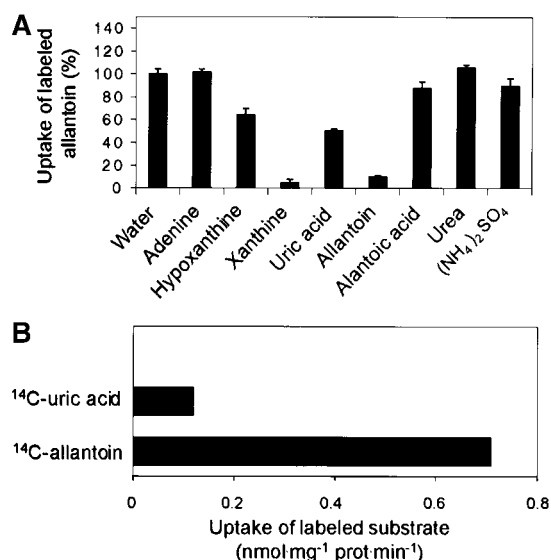 A
Uptake of labeled
allantoin (%)
140
120
100
80
60
40
20
0
Water
Adenine
Hypoxanthine
Xanthine
Uric acid
Allantoin
Alantoic acid
Urea
(NH₄)₂SO₄
B
¹⁴C-uric acid
¹⁴C-allantoin
0
0.2
0.4
0.6
0.8
Uptake of labeled substrate
(nmol·mg⁻¹ prot·min⁻¹)